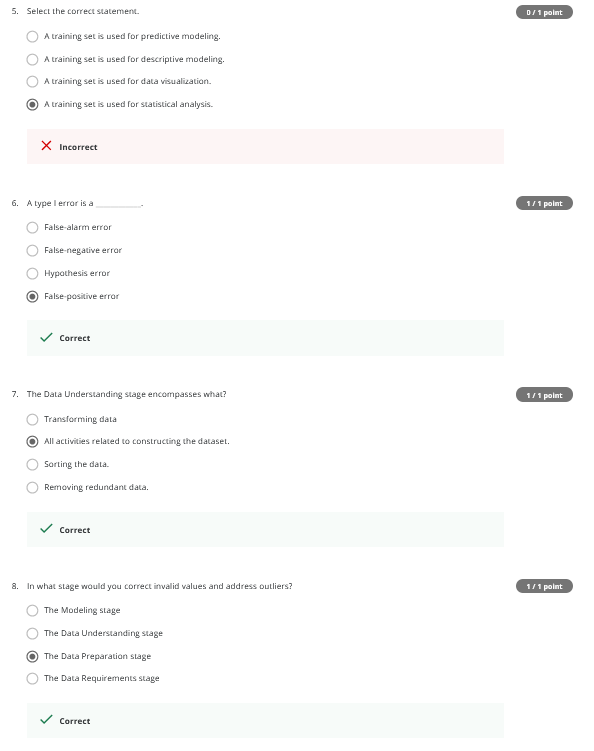 5. Select the correct statement. 0 / 1 point
A training set is used for predictive modeling.
A training set is used for descriptive modeling.
A training set is used for data visualization.
A training set is used for statistical analysis.
Incorrect
6. A type I error is a ____________. 1 / 1 point
False-alarm error
False-negative error
Hypothesis error
False-positive error
Correct
7. The Data Understanding stage encompasses what? 1 / 1 point
Transforming data
All activities related to constructing the dataset.
Sorting the data.
Removing redundant data.
Correct
8. In what stage would you correct invalid values and address outliers? 1 / 1 point
The Modeling stage
The Data Understanding stage
The Data Preparation stage
The Data Requirements stage
Correct